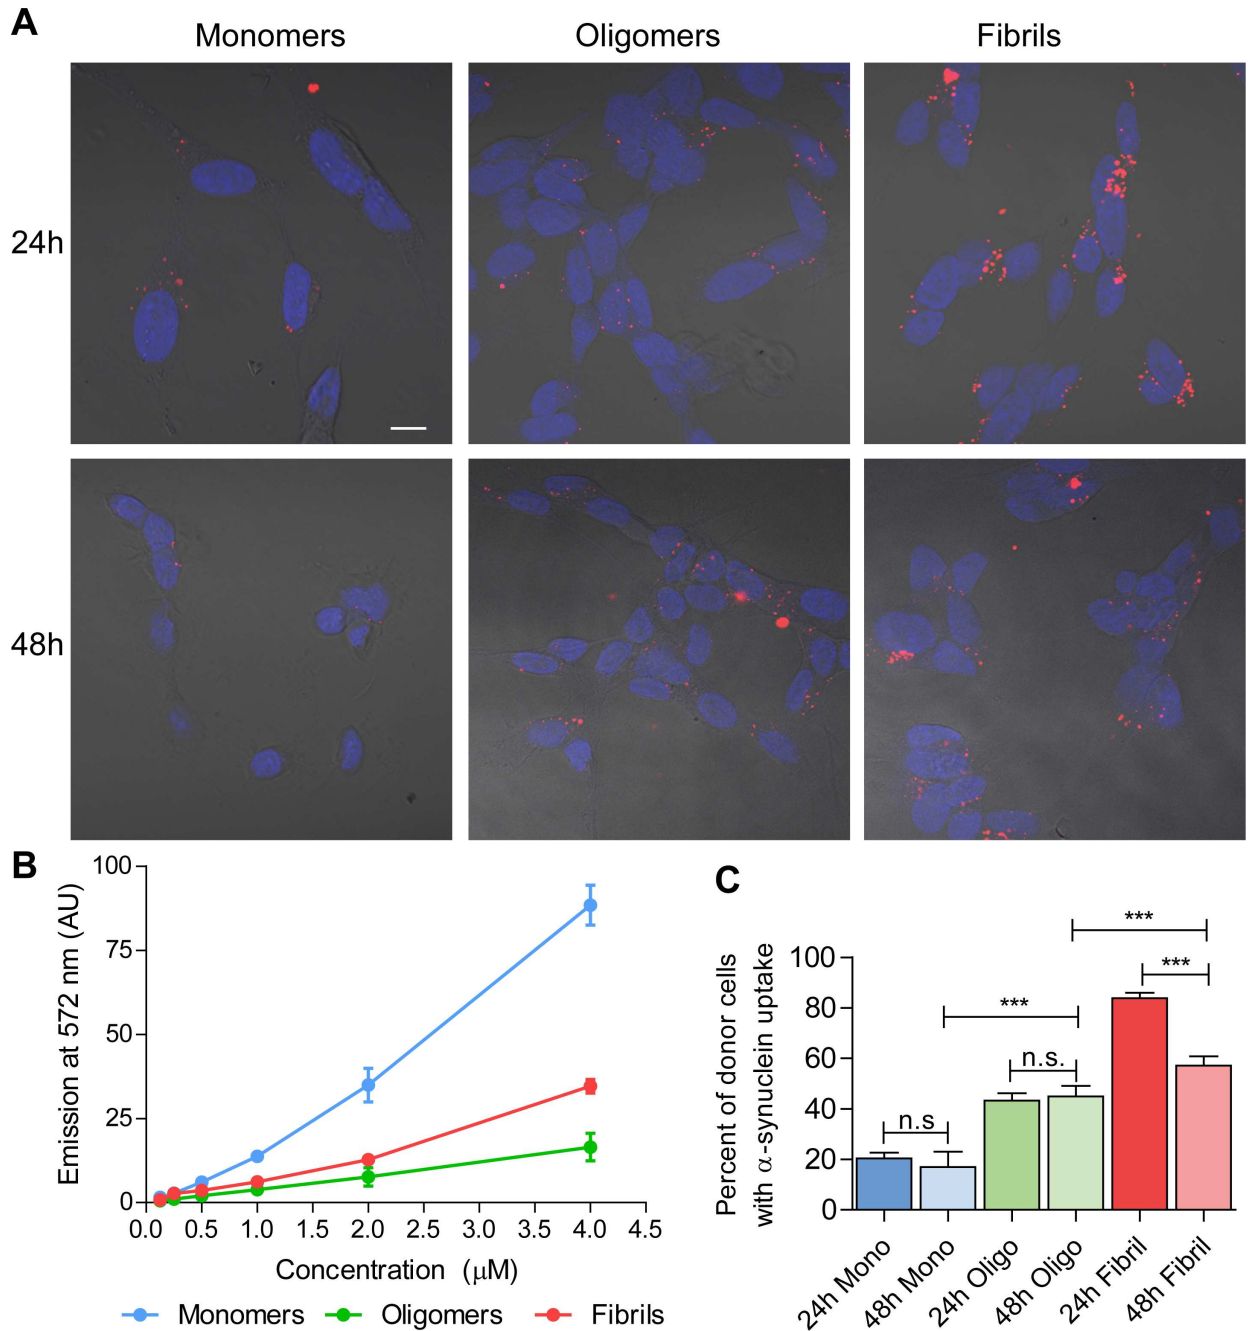 A
Monomers
Oligomers
Fibrils
24h
48h
B
Emission at 572 nm (AU)
100
75
50
25
0
0.0
0.5
1.0
1.5
2.0
2.5
3.0
3.5
4.0
4.5
Concentration (μM)
Monomers
Oligomers
Fibrils
C
Percent of donor cells
with α-synuclein uptake
100
80
60
40
20
0
***
***
***
n.s.
n.s
24h Mono
48h Mono
24h Oligo
48h Oligo
24h Fibril
48h Fibril